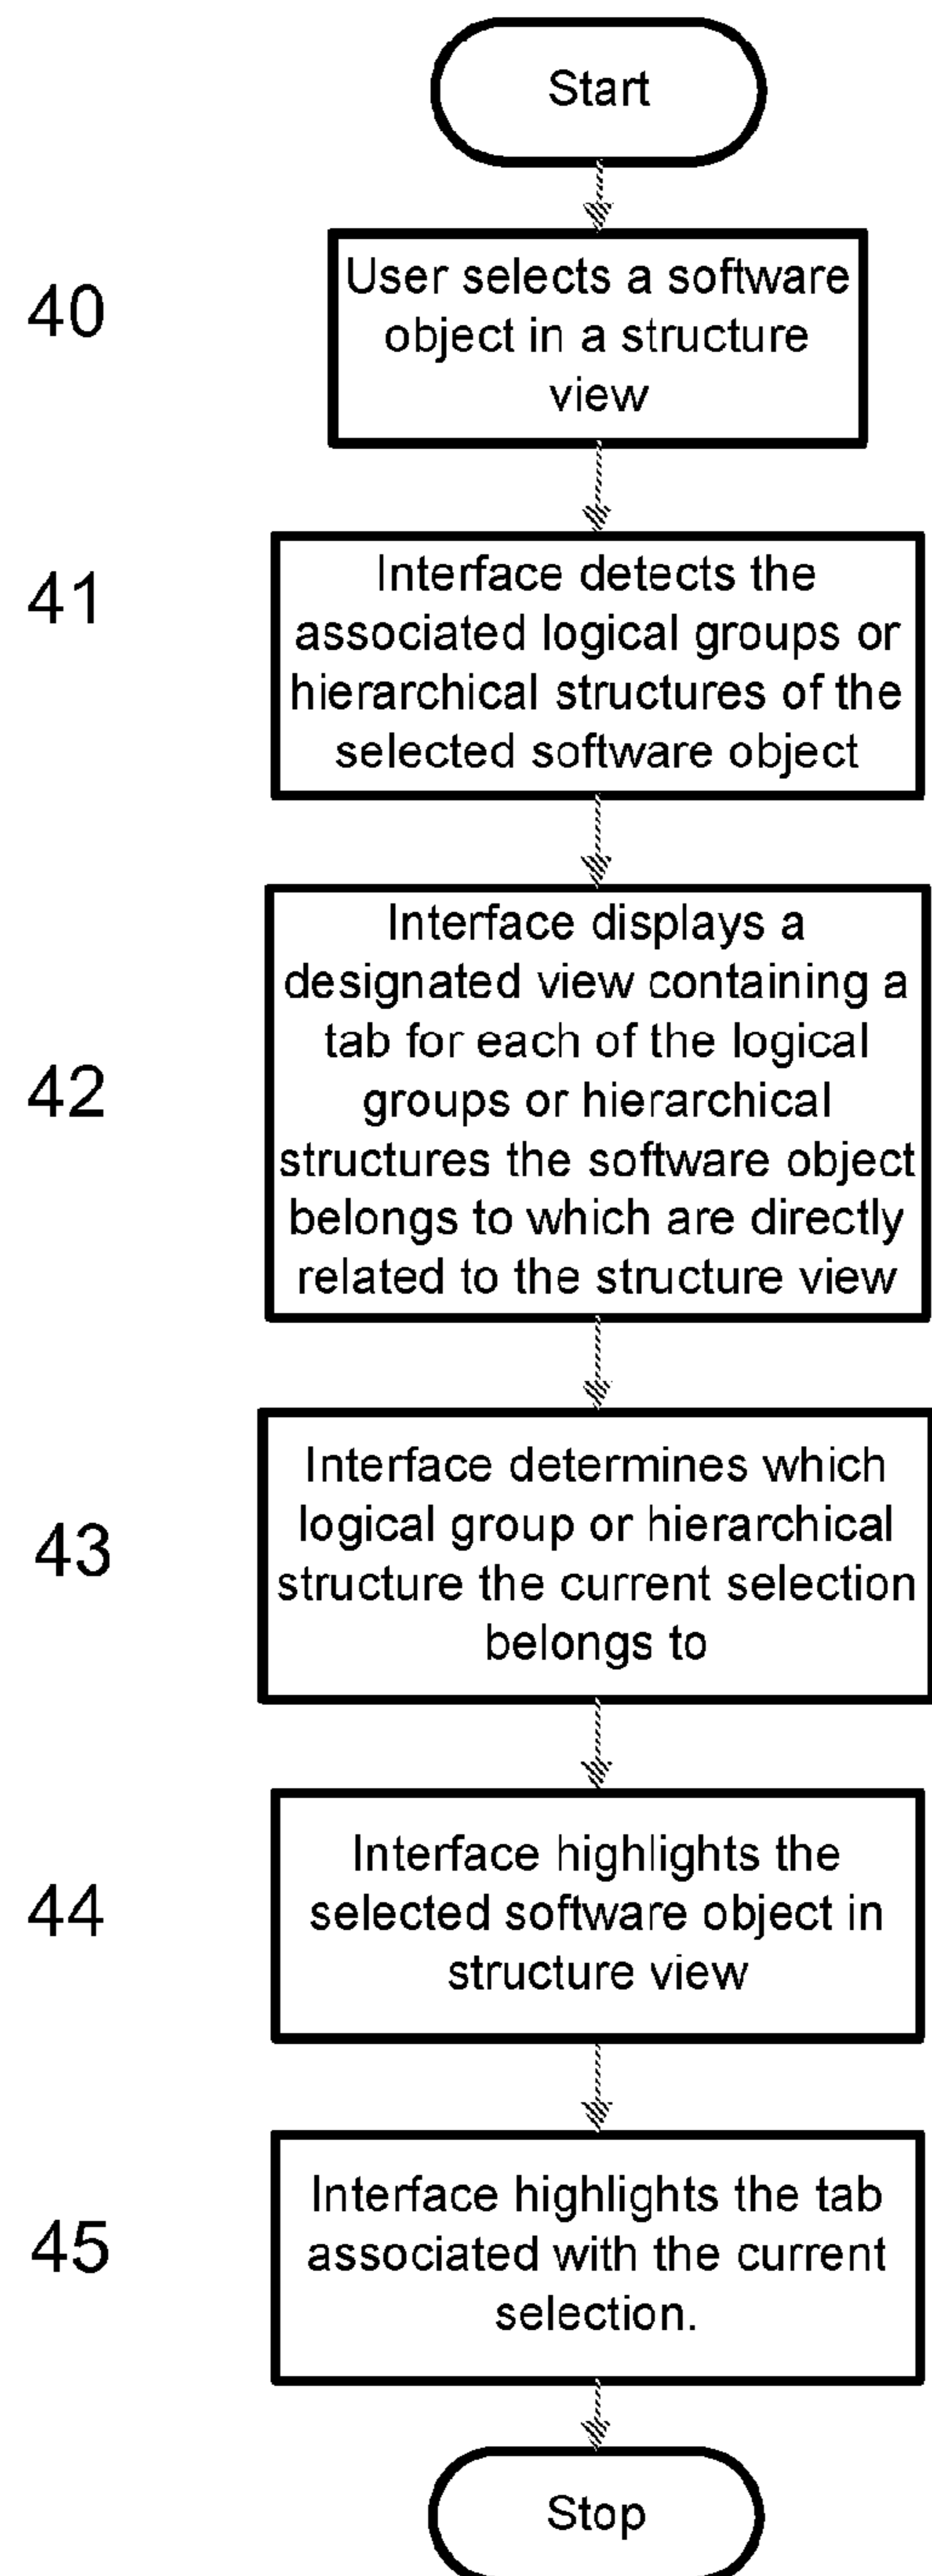 Start
40
User selects a software
object in a structure
view
41
Interface detects the
associated logical groups or
hierarchical structures of the
selected software object
42
Interface displays a
designated view containing a
tab for each of the logical
groups or hierarchical
structures the software object
belongs to which are directly
related to the structure view
43
Interface determines which
logical group or hierarchical
structure the current selection
belongs to
44
Interface highlights the
selected software object in
structure view
45
Interface highlights the tab
associated with the current
selection.
Stop